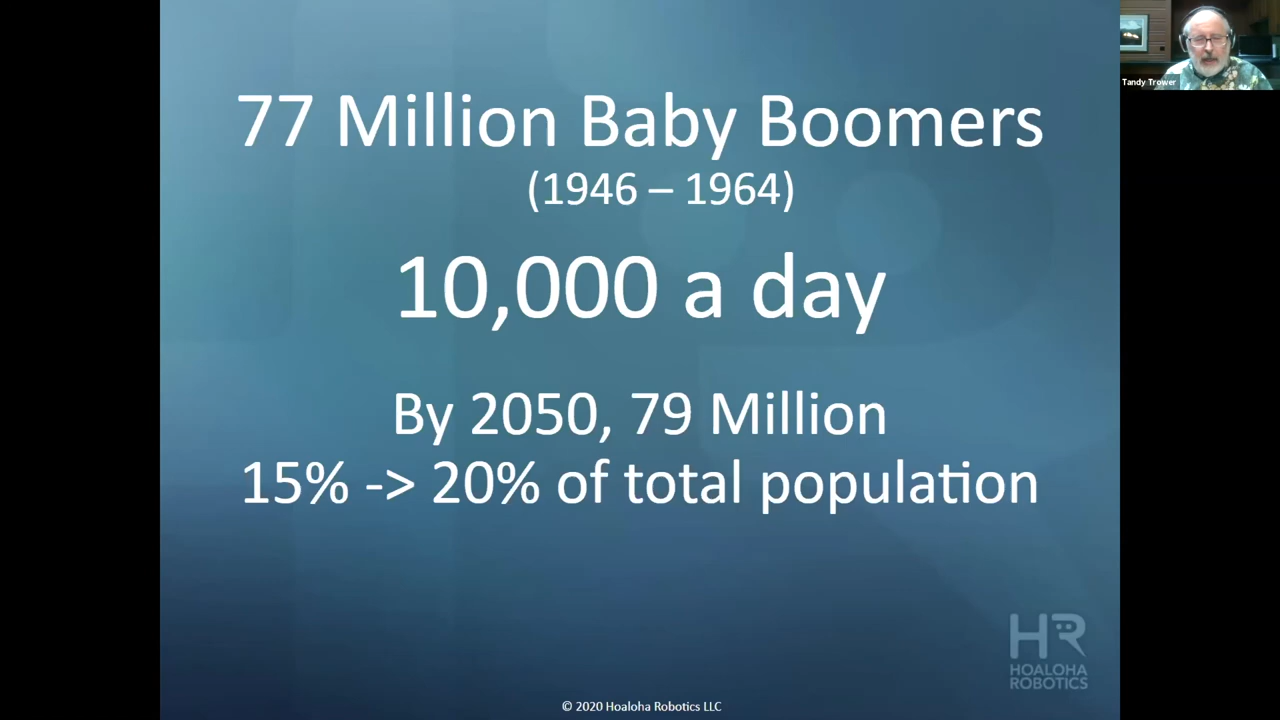 77 Million Baby Boomers
(1946 – 1964)
10,000 a day
By 2050, 79 Million
15% -> 20% of total population
HR
HOALOHA
ROBOTICS
© 2020 Hoaloha Robotics LLC
Tandy Trower